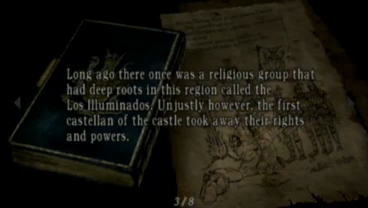 Long ago there once was a religious group that
had deep roots in this region called the
Los Illuminados. Unjustly however, the first
castellan of the castle took away their rights
and powers.
3/8